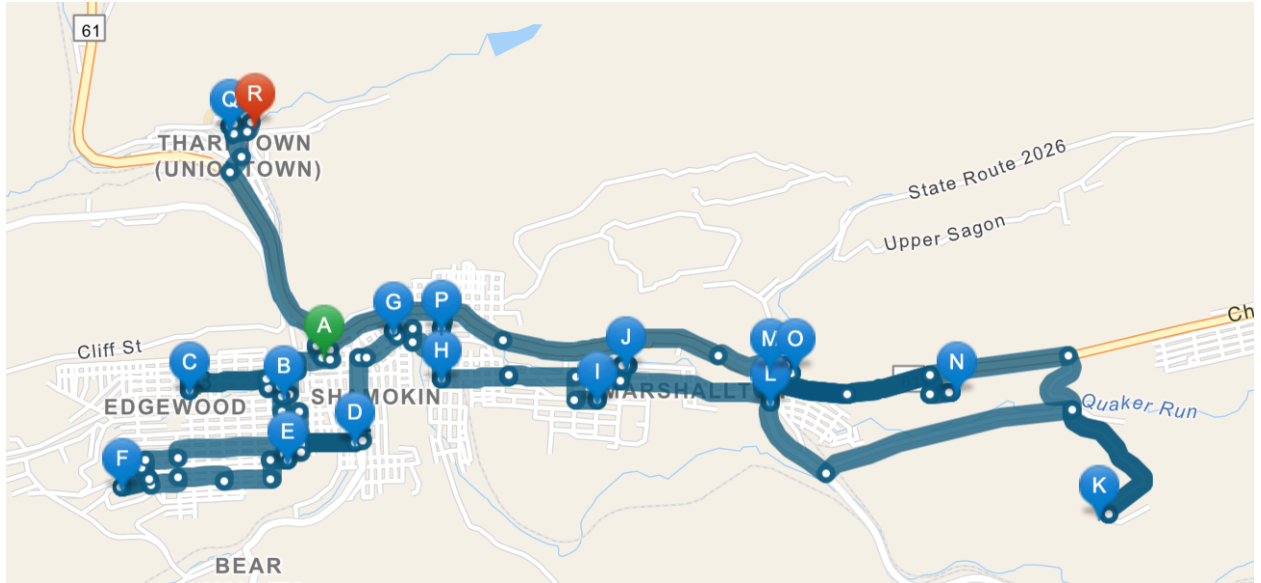 61
Q
R
THAR TOWN
(UNIO TOWN)
State Route 2026
Upper Sagon
Ch
Cliff St
A
G
P
H
C
B
J
M
O
I
L
N
EDGEWOOD
SH MOKIN
MARSHALLT
D
Quaker Run
E
F
K
BEAR